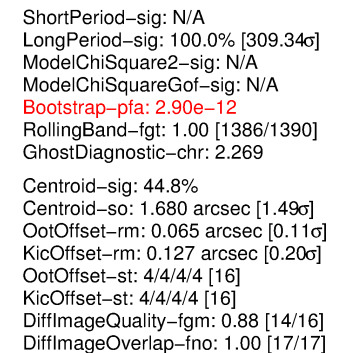 ShortPeriod−sig: N/A
LongPeriod−sig: 100.0% [309.34σ]
ModelChiSquare2−sig: N/A
ModelChiSquareGof−sig: N/A
Bootstrap−pfa: 2.90e−12
RollingBand−fgt: 1.00 [1386/1390]
GhostDiagnostic−chr: 2.269
Centroid−sig: 44.8%
Centroid−so: 1.680 arcsec [1.49σ]
OotOffset−rm: 0.065 arcsec [0.11σ]
KicOffset−rm: 0.127 arcsec [0.20σ]
OotOffset−st: 4/4/4/4 [16]
KicOffset−st: 4/4/4/4 [16]
DiffImageQuality−fgm: 0.88 [14/16]
DiffImageOverlap−fno: 1.00 [17/17]